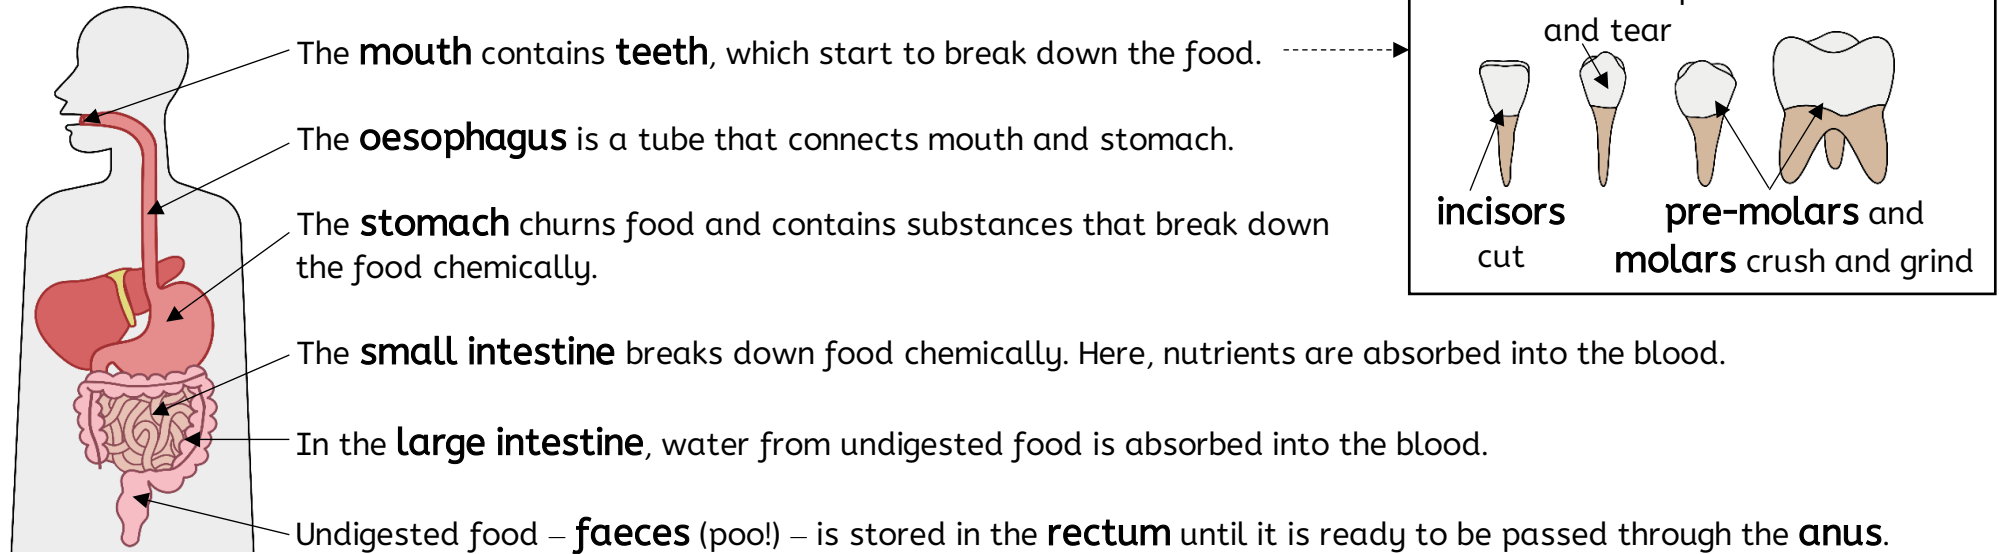 The mouth contains teeth, which start to break down the food.
The oesophagus is a tube that connects mouth and stomach.
The stomach churns food and contains substances that break down
the food chemically.
The small intestine breaks down food chemically. Here, nutrients are absorbed into the blood.
In the large intestine, water from undigested food is absorbed into the blood.
Undigested food – faeces (poo!) – is stored in the rectum until it is ready to be passed through the anus.
and tear
incisors
cut
pre-molars and
molars crush and grind